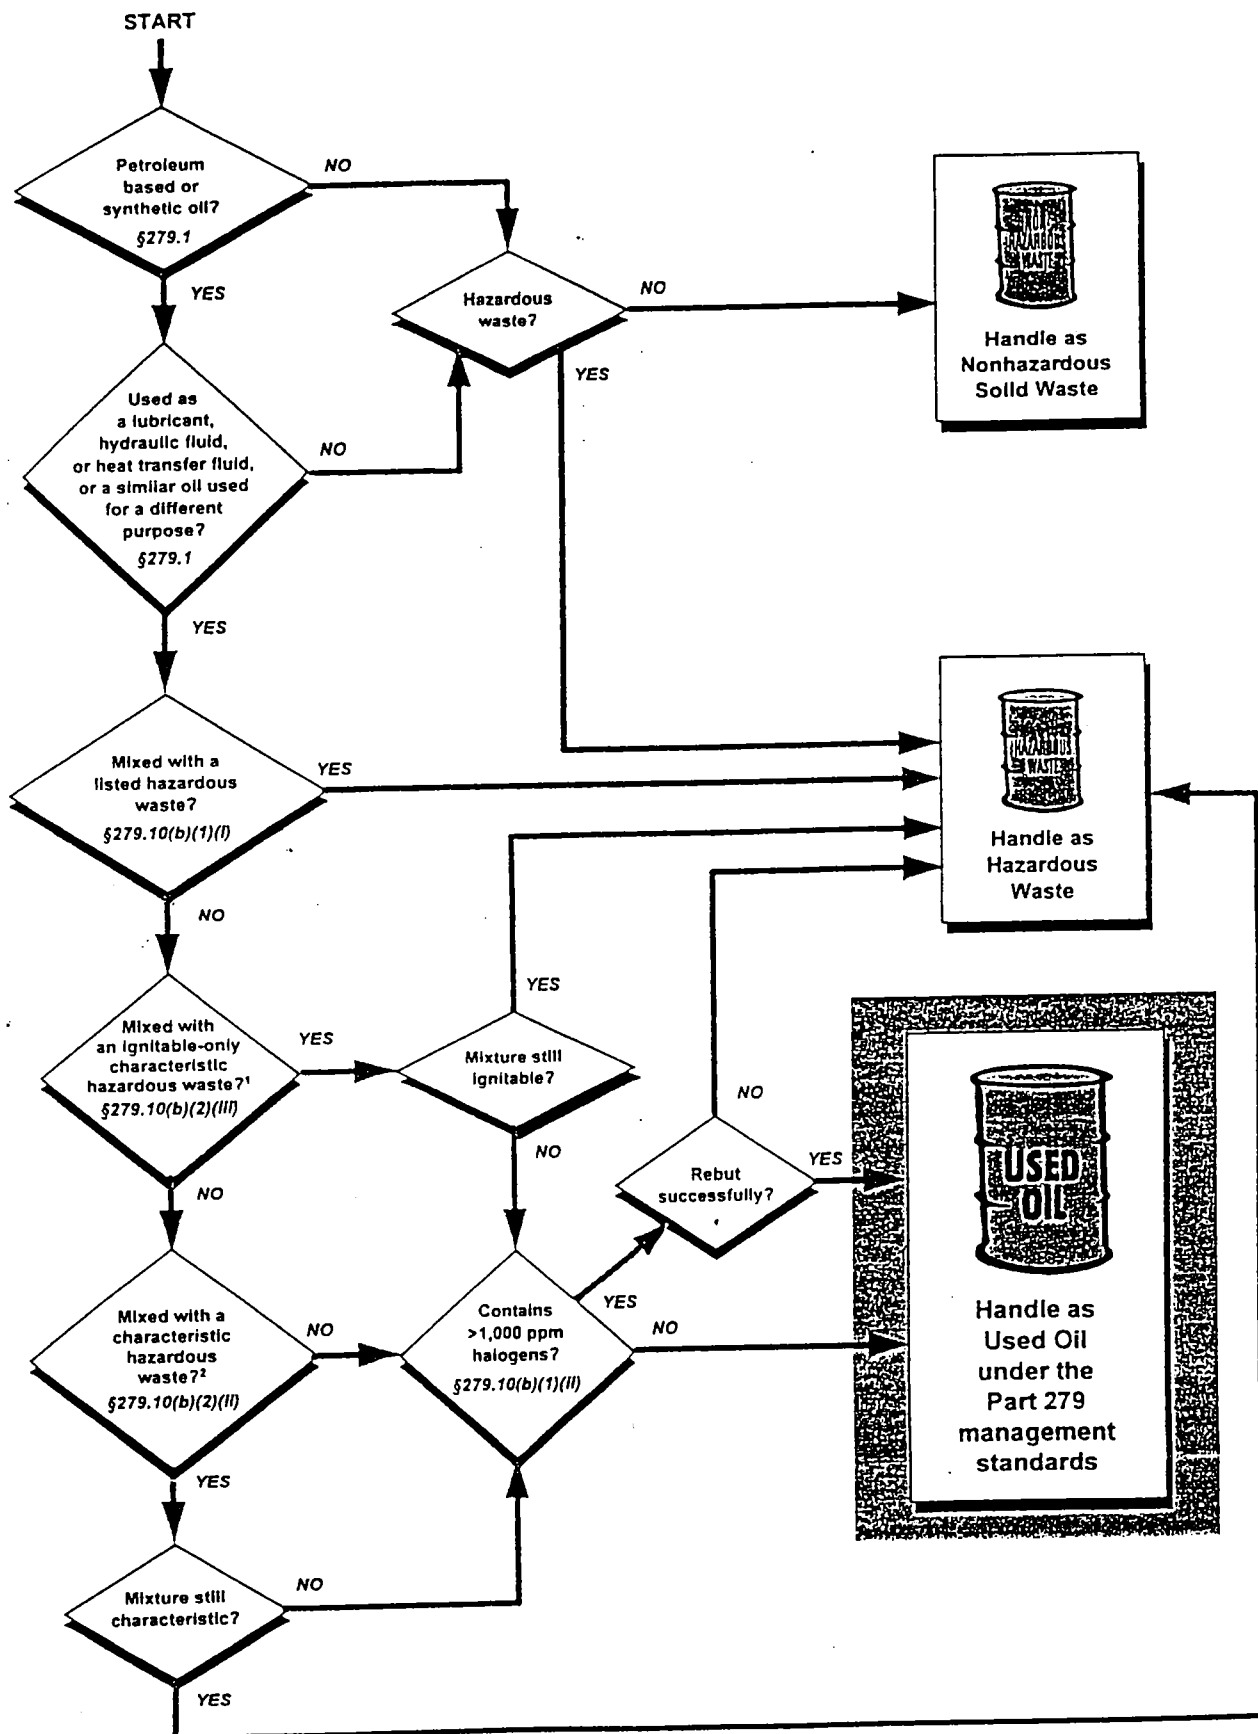 START
Petroleum
based or
synthetic oil?
§279.1
NO
YES
Hazardous
waste?
NO
YES
NON
HAZARDOUS
WASTE
Handle as
Nonhazardous
Solid Waste
Used as
a lubricant,
hydraulic fluid,
or heat transfer fluid,
or a similar oil used
for a different
purpose?
§279.1
NO
YES
Mixed with a
listed hazardous
waste?
§279.10(b)(1)(i)
YES
NO
HAZARDOUS
WASTE
Handle as
Hazardous
Waste
Mixed with
an ignitable-only
characteristic
hazardous waste?¹
§279.10(b)(2)(iii)
YES
NO
Mixture still
ignitable?
YES
NO
Rebut
successfully?
NO
YES
USED
OIL
Handle as
Used Oil
under the
Part 279
management
standards
Mixed with a
characteristic
hazardous
waste?²
§279.10(b)(2)(ii)
NO
YES
Contains
>1,000 ppm
halogens?
§279.10(b)(1)(ii)
YES
NO
Mixture still
characteristic?
NO
YES